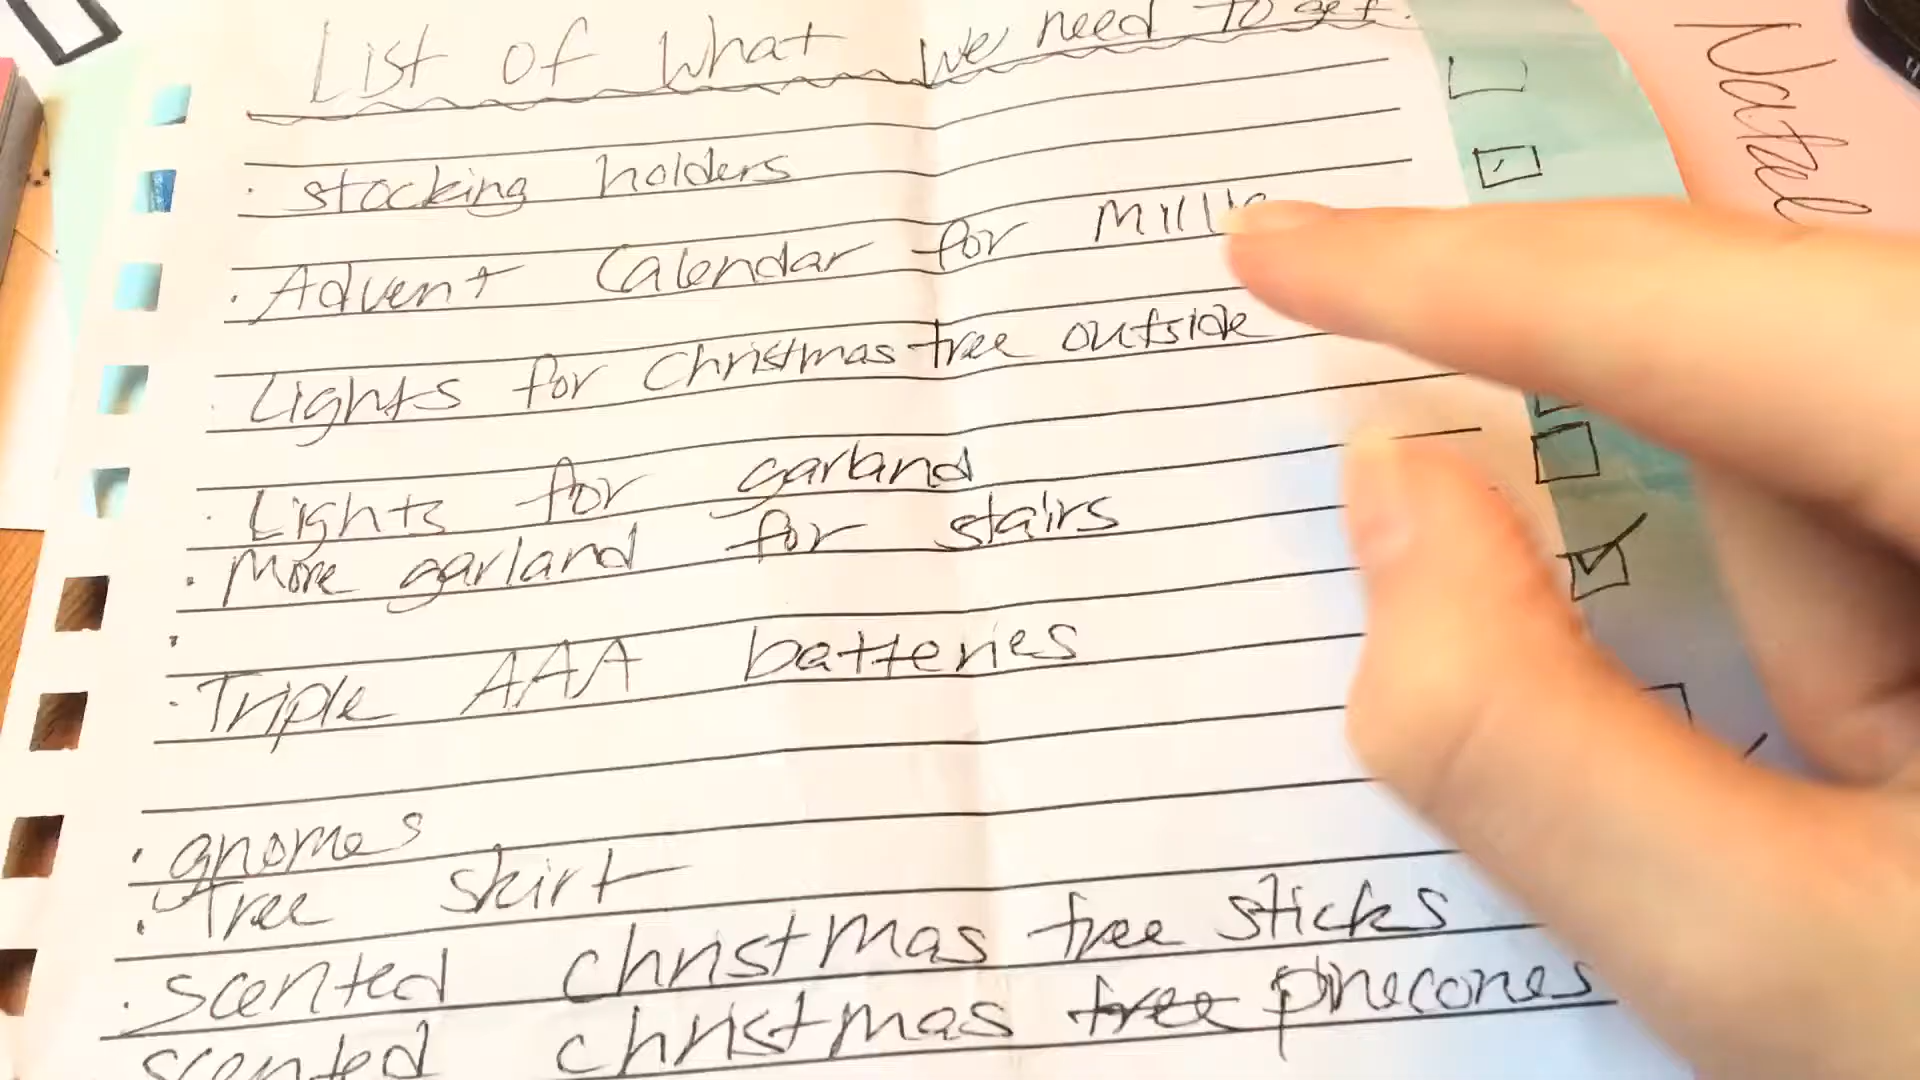 List of what we need to get.
· stocking holders
· Advent Calendar for Millie
· Lights for Christmas tree outside
· Lights for garland
· More garland for stairs
· Triple AAA batteries
· gnomes
· Tree skirt
· scented christmas tree sticks
scented christmas tree pinecones